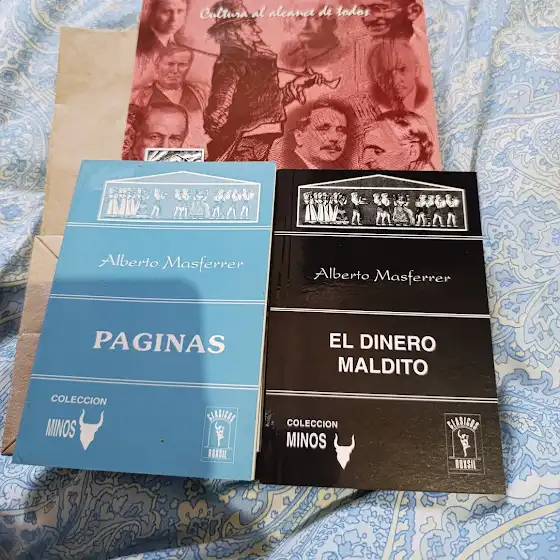 Cultura al alcance de todos
Alberto Masferrer
PAGINAS
COLECCION
MINOS
CLASICOS
ROXSIL
Alberto Masferrer
EL DINERO
MALDITO
COLECCION
MINOS
CLASICOS
ROXSIL